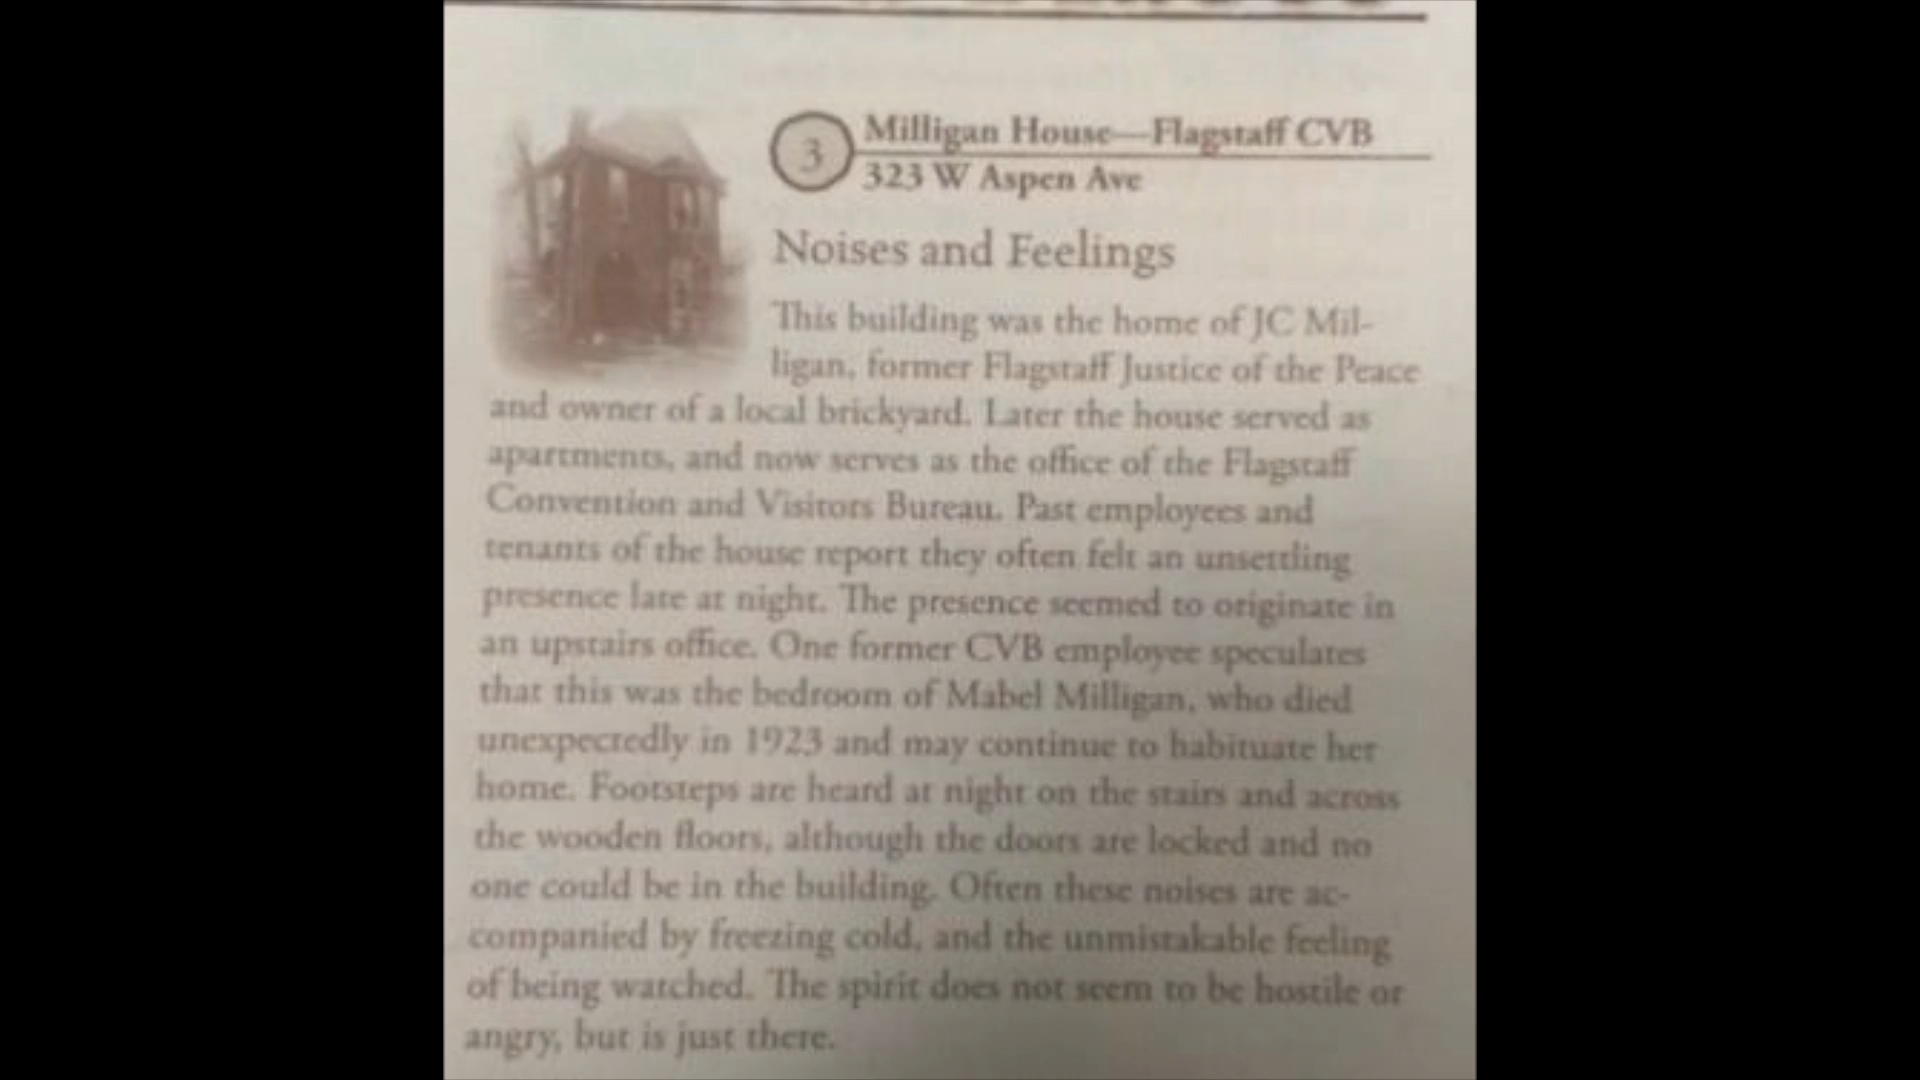 3
Milligan House—Flagstaff CVB
323 W Aspen Ave
Noises and Feelings
This building was the home of JC Mil-
ligan, former Flagstaff Justice of the Peace
and owner of a local brickyard. Later the house served as
apartments, and now serves as the office of the Flagstaff
Convention and Visitors Bureau. Past employees and
tenants of the house report they often felt an unsettling
presence late at night. The presence seemed to originate in
an upstairs office. One former CVB employee speculates
that this was the bedroom of Mabel Milligan, who died
unexpectedly in 1923 and may continue to habituate her
home. Footsteps are heard at night on the stairs and across
the wooden floors, although the doors are locked and no
one could be in the building. Often these noises are ac-
companied by freezing cold, and the unmistakable feeling
of being watched. The spirit does not seem to be hostile or
angry, but is just there.